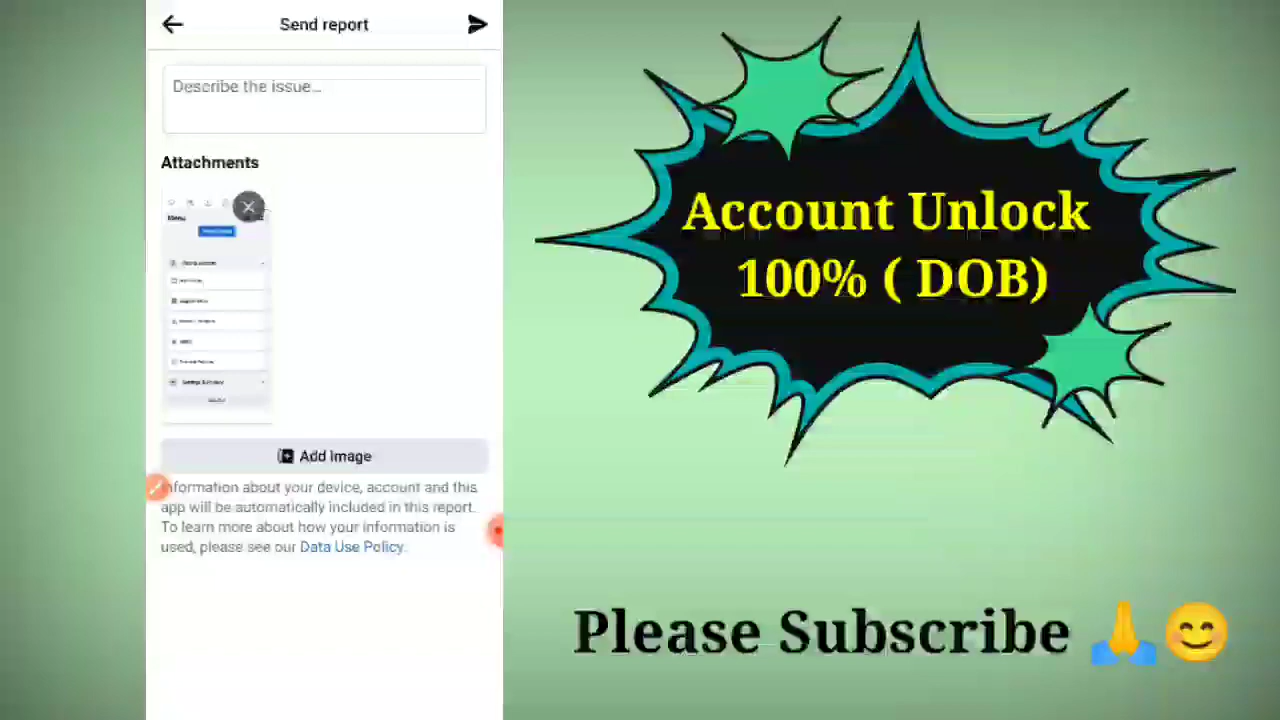 Send report
Describe the issue...
Attachments
Menu
Add Image
Information about your device, account and this
app will be automatically included in this report.
To learn more about how your information is
used, please see our Data Use Policy.
Account Unlock
100% ( DOB)
Please Subscribe 🙏😊